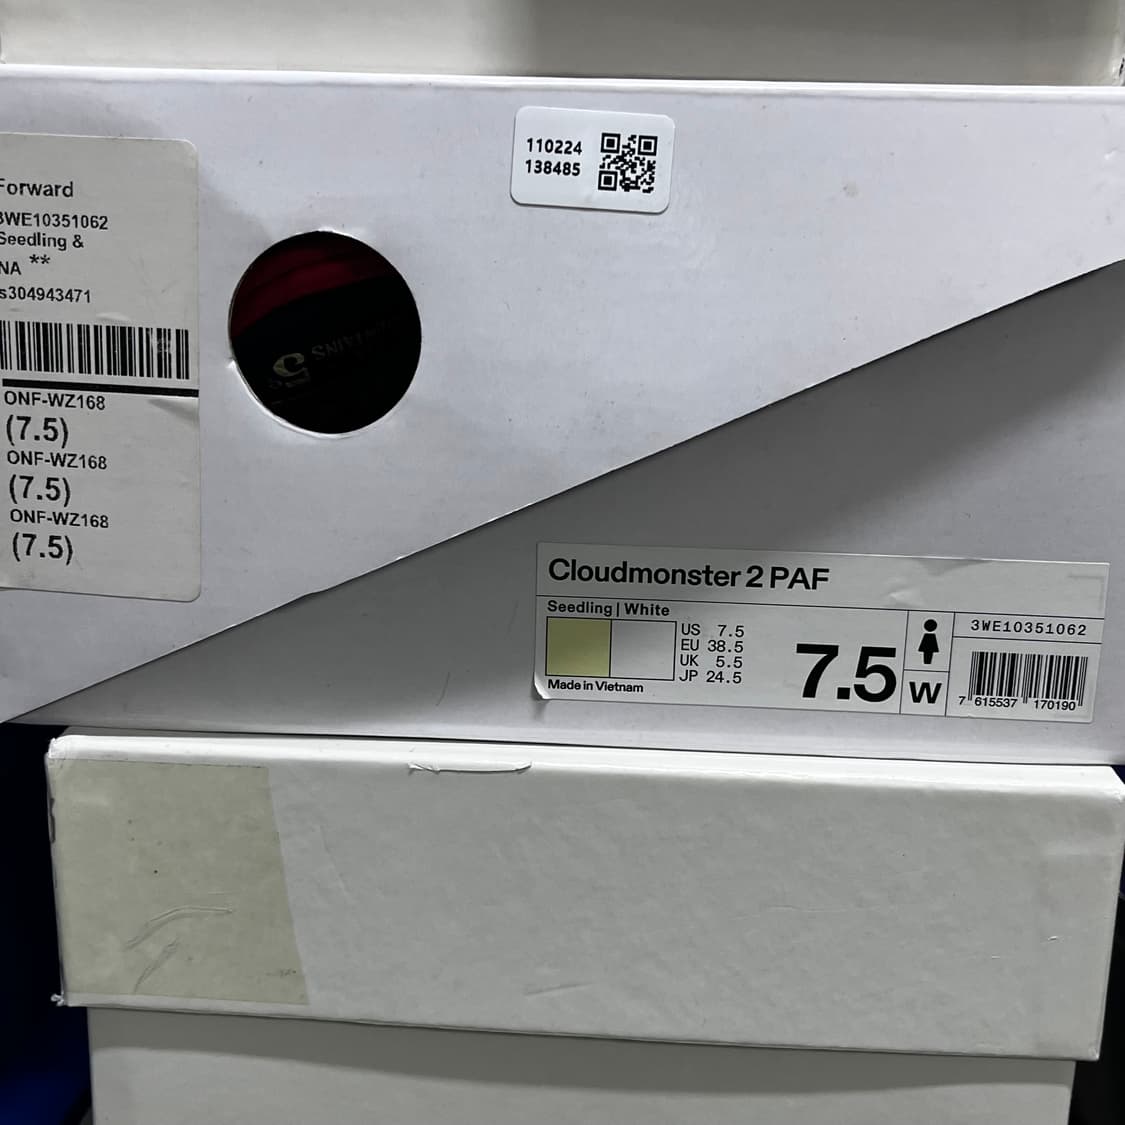 110224
138485
Forward
3WE10351062
Seedling &
NA **
s304943471
ONF-WZ168
(7.5)
ONF-WZ168
(7.5)
ONF-WZ168
(7.5)
Cloudmonster 2 PAF
Seedling | White
US 7.5
EU 38.5
UK 5.5
JP 24.5
Made in Vietnam
7.5
W
3WE10351062
7 615537 170190